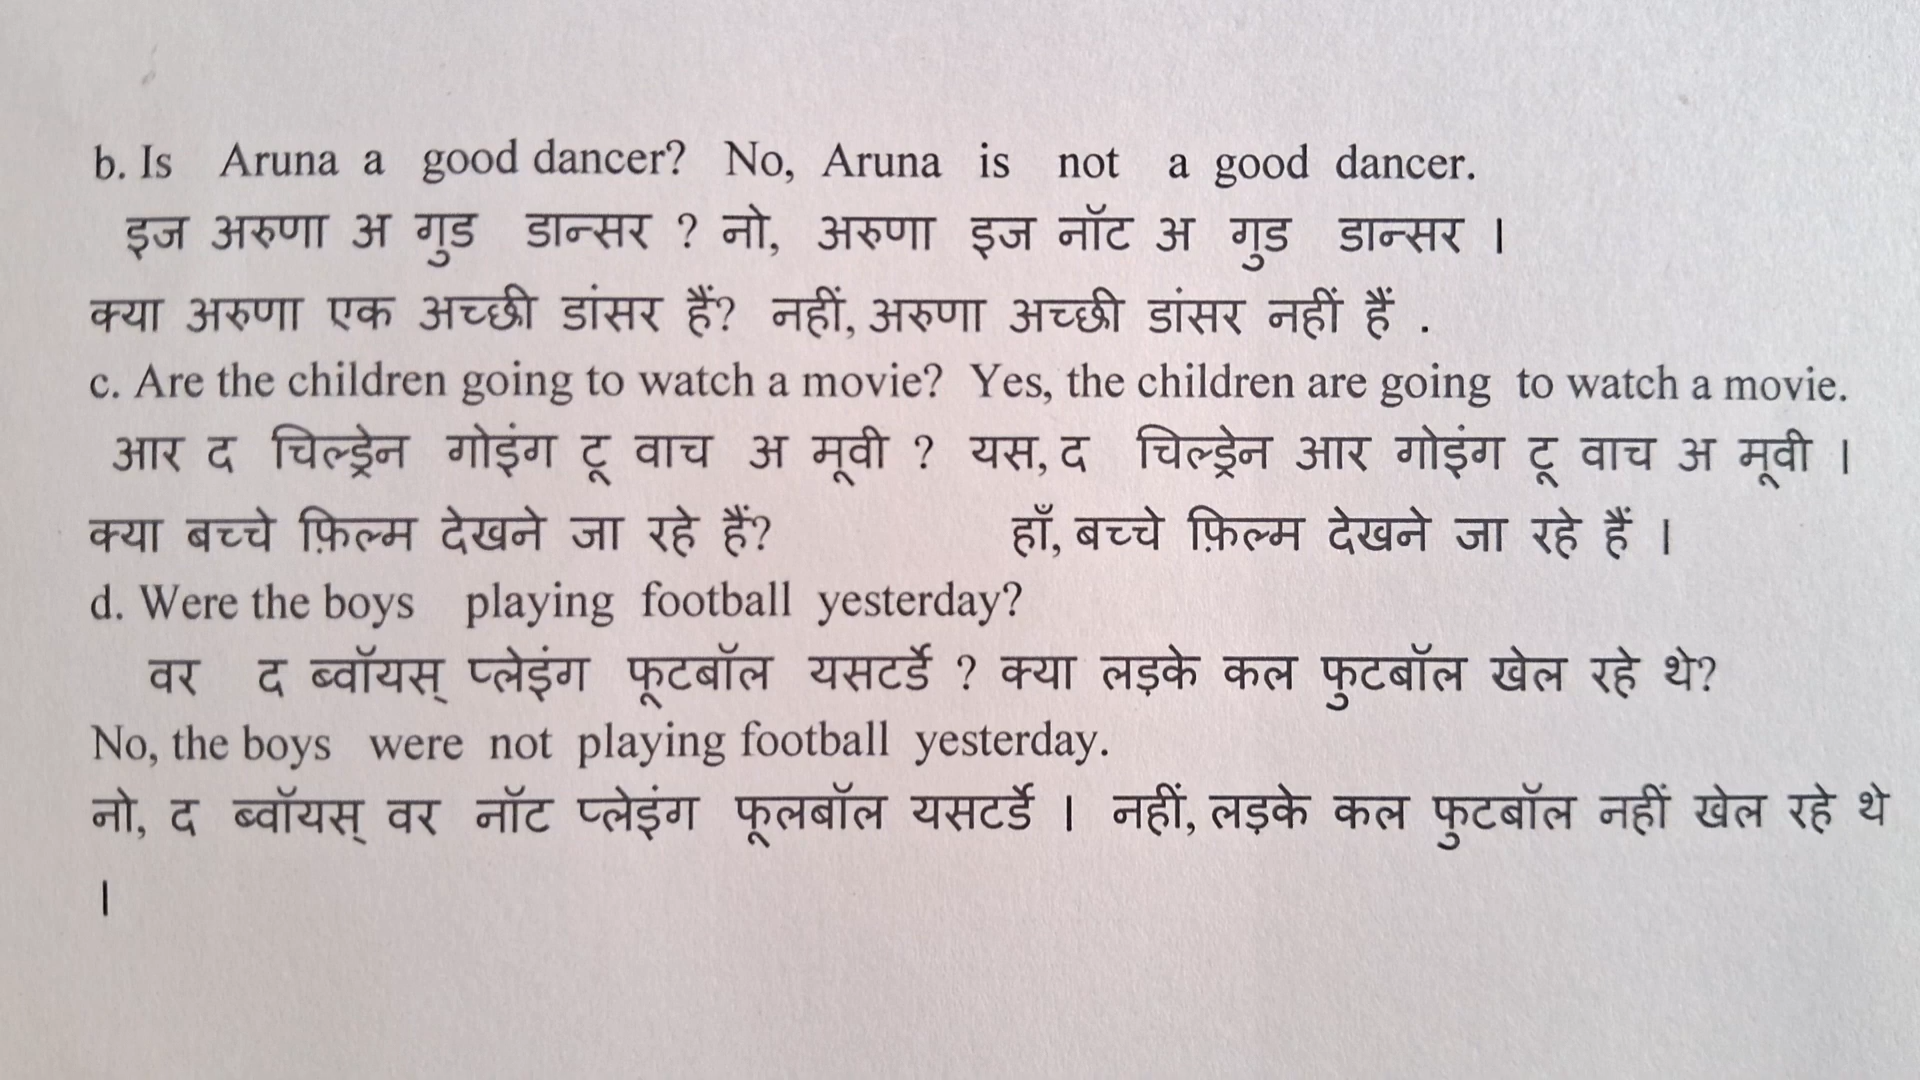 b. Is Aruna a good dancer? No, Aruna is not a good dancer.
इज अरुणा अ गुड डान्सर ? नो, अरुणा इज नॉट अ गुड डान्सर ।
क्या अरुणा एक अच्छी डांसर हैं? नहीं, अरुणा अच्छी डांसर नहीं हैं .
c. Are the children going to watch a movie? Yes, the children are going to watch a movie.
आर द चिल्ड्रेन गोइंग टू वाच अ मूवी ? यस, द चिल्ड्रेन आर गोइंग टू वाच अ मूवी ।
क्या बच्चे फ़िल्म देखने जा रहे हैं? हाँ, बच्चे फ़िल्म देखने जा रहे हैं ।
d. Were the boys playing football yesterday?
वर द ब्वॉयस् प्लेइंग फूटबॉल यसटर्डे ? क्या लड़के कल फुटबॉल खेल रहे थे?
No, the boys were not playing football yesterday.
नो, द ब्वॉयस् वर नॉट प्लेइंग फूलबॉल यसटर्डे । नहीं, लड़के कल फुटबॉल नहीं खेल रहे थे
।